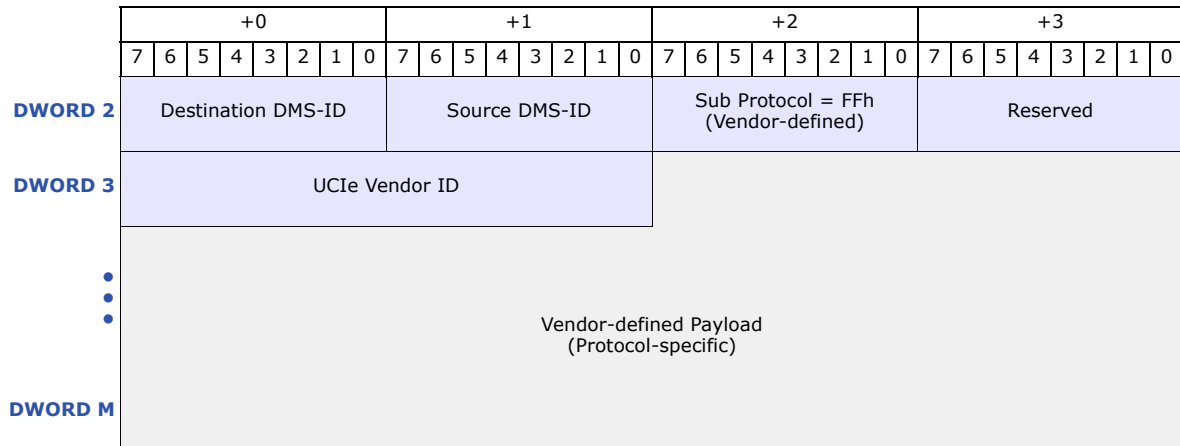 +0 +1 +2 +3
7 6 5 4 3 2 1 0 7 6 5 4 3 2 1 0 7 6 5 4 3 2 1 0 7 6 5 4 3 2 1 0
DWORD 2 Destination DMS-ID Source DMS-ID Sub Protocol = FFh Reserved
(Vendor-defined)
DWORD 3 UCIe Vendor ID
Vendor-defined Payload
(Protocol-specific)
DWORD M